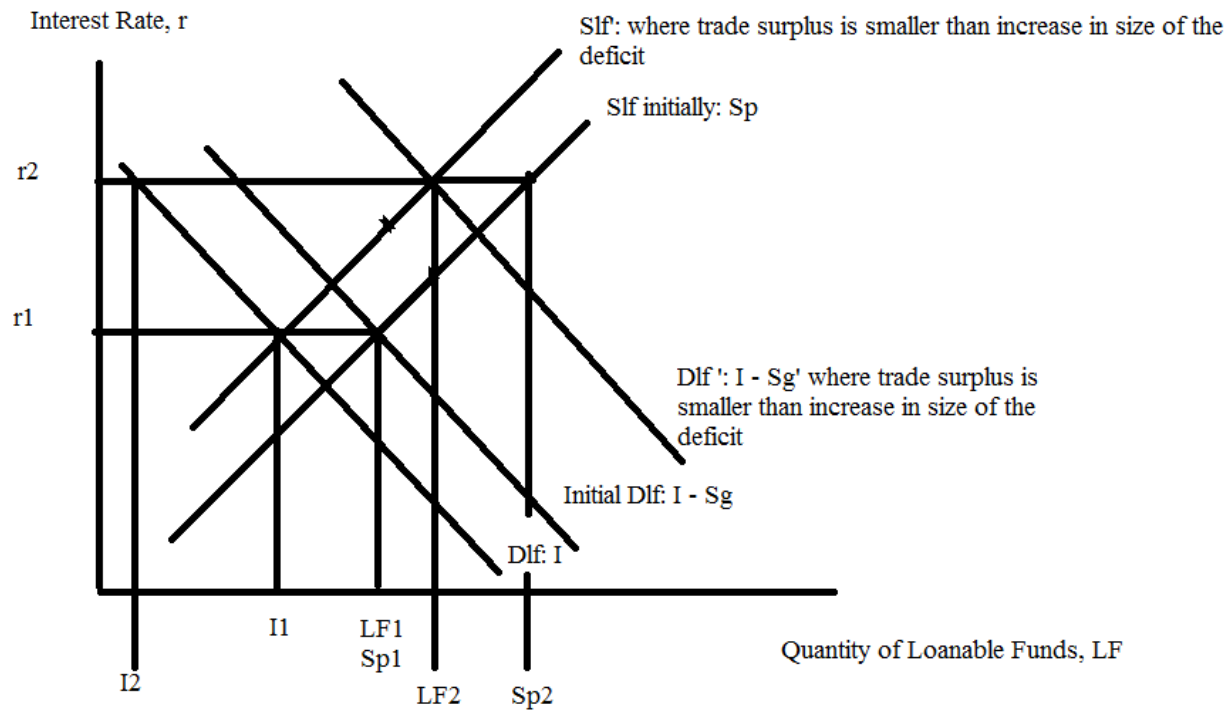 Interest Rate, r
Slf': where trade surplus is smaller than increase in size of the
deficit
Slf initially: Sp
r2
r1
Dlf ': I - Sg' where trade surplus is
smaller than increase in size of the
deficit
Initial Dlf: I - Sg
Dlf: I
I1
LF1
Sp1
Quantity of Loanable Funds, LF
I2
LF2
Sp2